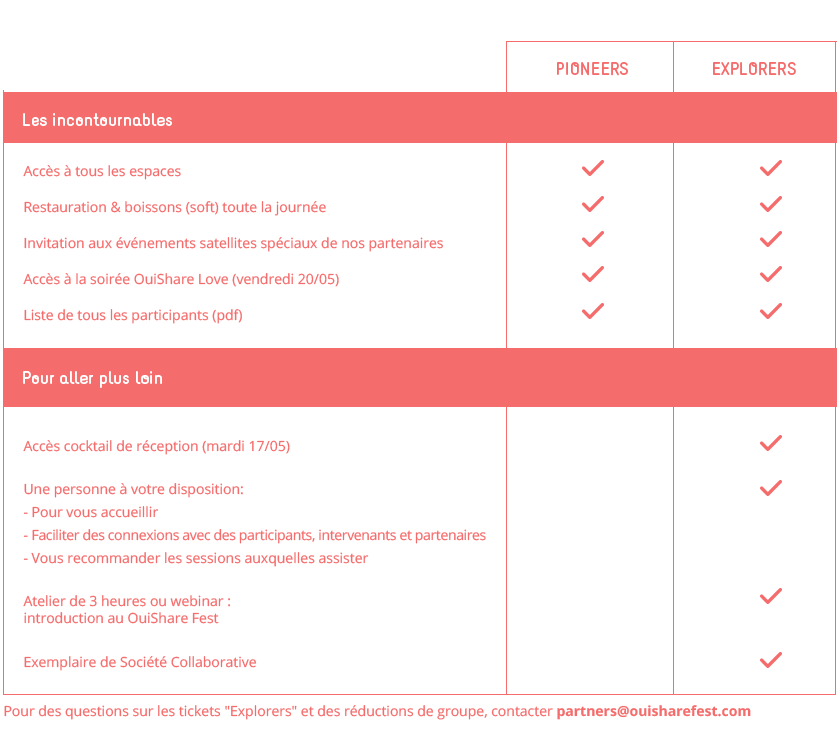 PIONEERS EXPLORERS
Les incontournables
Accès à tous les espaces
Restauration & boissons (soft) toute la journée
Invitation aux événements satellites spéciaux de nos partenaires
Accès à la soirée OuiShare Love (vendredi 20/05)
Liste de tous les participants (pdf)
Pour aller plus loin
Accès cocktail de réception (mardi 17/05)
Une personne à votre disposition:
- Pour vous accueillir
- Faciliter des connexions avec des participants, intervenants et partenaires
- Vous recommander les sessions auxquelles assister
Atelier de 3 heures ou webinar :
introduction au OuiShare Fest
Exemplaire de Société Collaborative
Pour des questions sur les tickets "Explorers" et des réductions de groupe, contacter partners@ouisharefest.com